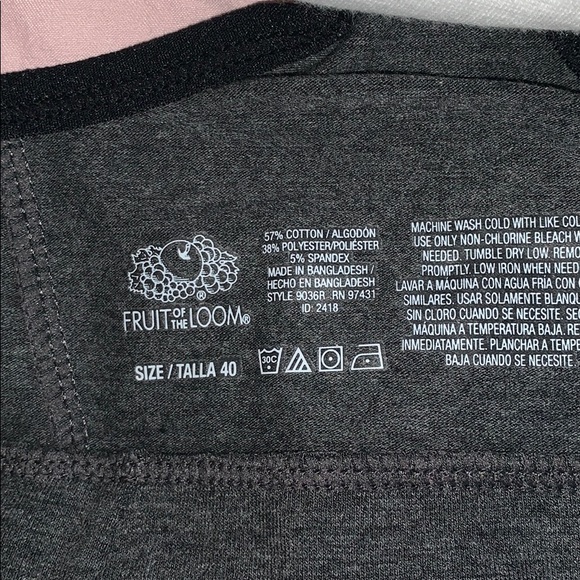 FRUIT OF THE LOOM®
SIZE / TALLA 40
57% COTTON / ALGODÓN
38% POLYESTER/POLIÉSTER
5% SPANDEX
MADE IN BANGLADESH /
HECHO EN BANGLADESH
STYLE 9036R RN 97431
ID: 2418
30C
MACHINE WASH COLD WITH LIKE
USE ONLY NON-CHLORINE BLEACH
NEEDED. TUMBLE DRY LOW.
PROMPTLY. LOW IRON WHEN
LAVAR A MÁQUINA CON AGUA FRÍA CON
SIMILARES. USAR SOLAMENTE
SIN CLORO CUANDO SE NECESITE.
MÁQUINA A TEMPERATURA BAJA.
INMEDIATAMENTE. PLANCHAR A
BAJA CUANDO SE NECESITE